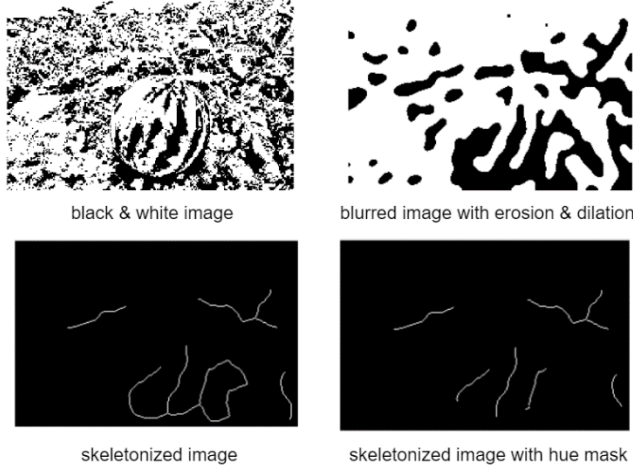 black & white image
blurred image with erosion & dilation
skeletonized image
skeletonized image with hue mask